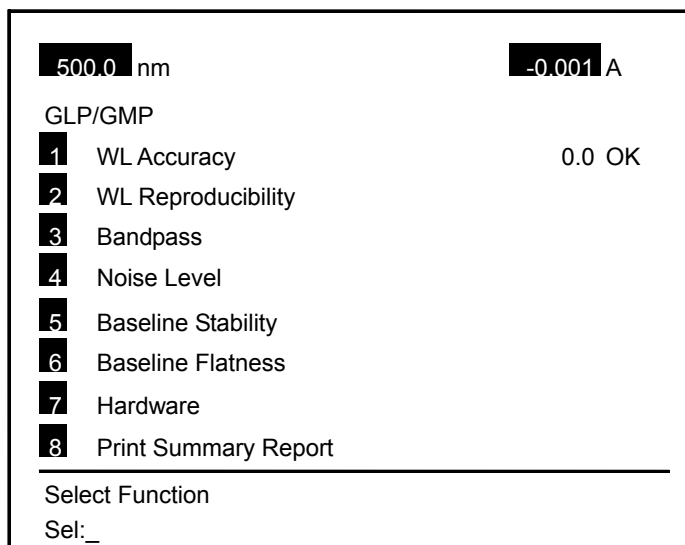 500.0 nm -0.001 A
GLP/GMP
1 WL Accuracy 0.0 OK
2 WL Reproducibility
3 Bandpass
4 Noise Level
5 Baseline Stability
6 Baseline Flatness
7 Hardware
8 Print Summary Report
Select Function
Sel:_